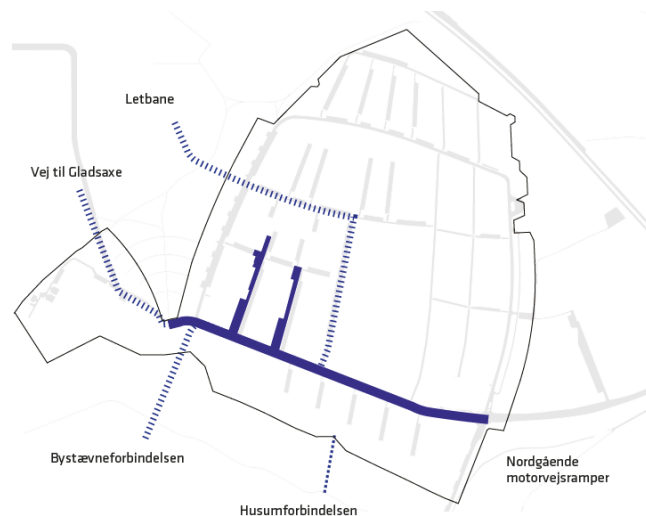 Letbane
Vej til Gladsaxe
Bystævneforbindelsen
Nordgående
motorvejsramper
Husumforbindelsen